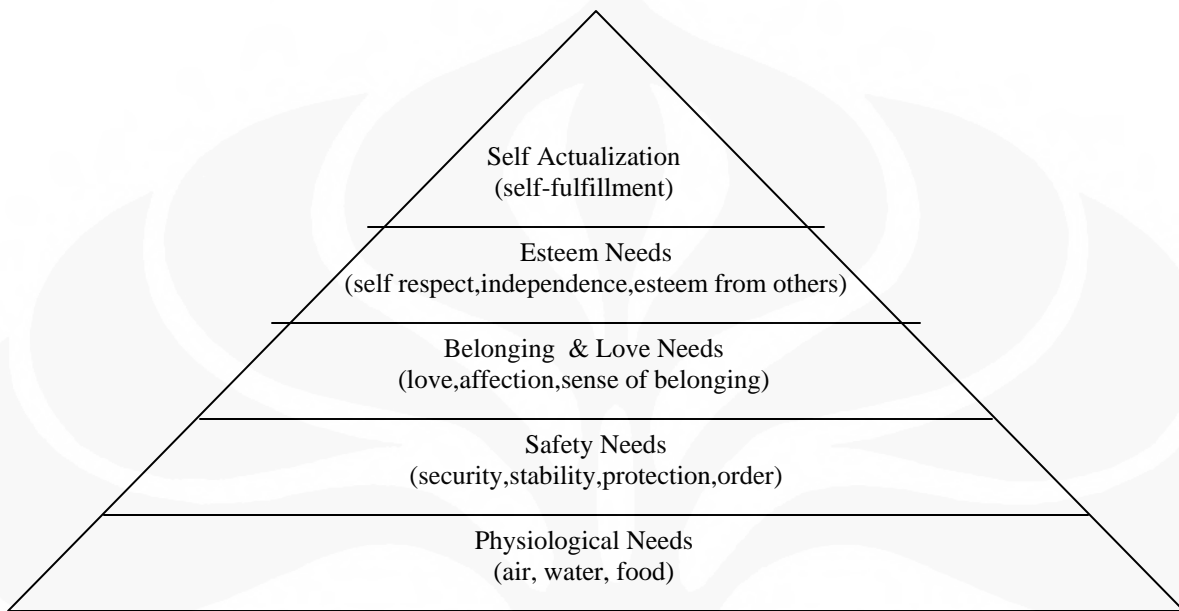 Self Actualization
(self-fulfillment)
Esteem Needs
(self respect,independence,esteem from others)
Belonging  & Love Needs
(love,affection,sense of belonging)
Safety Needs
(security,stability,protection,order)
Physiological Needs
(air, water, food)